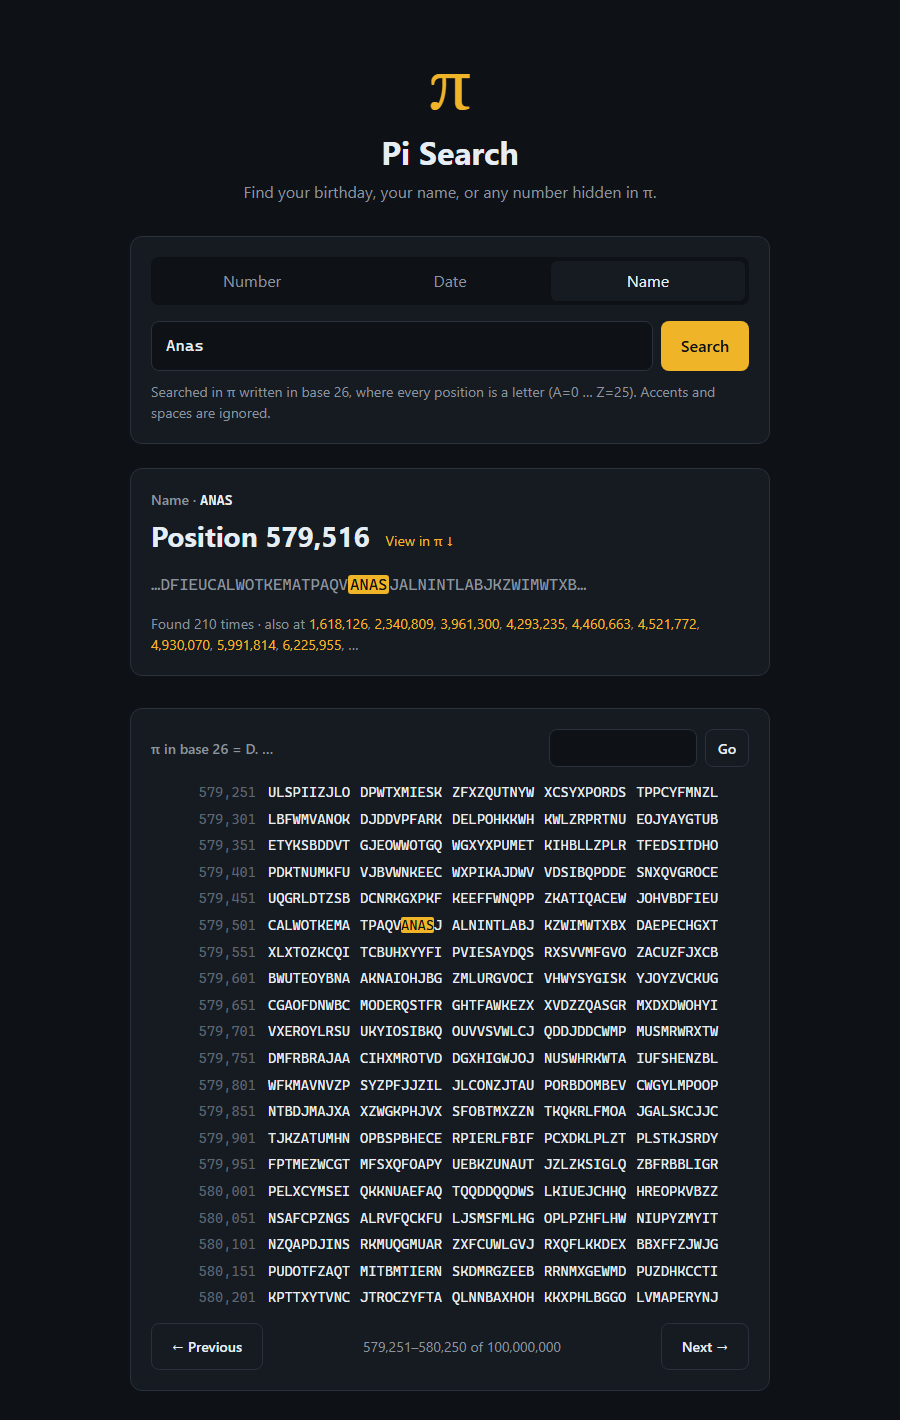 π
Pi Search
Find your birthday, your name, or any number hidden in π.
Number Date Name
Anas Search
Searched in π written in base 26, where every position is a letter (A=0 … Z=25). Accents and
spaces are ignored.
Name · ANAS
Position 579,516 View in π ↓
…DFIEUCALWOTKEMATPAQVANASJALNINTLABJKZWIMWTXB…
Found 210 times · also at 1,618,126, 2,340,809, 3,961,300, 4,293,235, 4,460,663, 4,521,772,
4,930,070, 5,991,814, 6,225,955, …
π in base 26 = D. … Go
579,251 ULSPIIZJLO DPWTXMIESK ZFXZQUTNYW XCSYXPORDS TPPCYFMNZL
579,301 LBFWMVANOK DJDDVPFARK DELPOHKKWH KWLZRPRTNU EOJYAYGTUB
579,351 ETYKSBDDVT GJEOWWOTGQ WGXYXPUMET KIHBLLZPLR TFEDSITDHO
579,401 PDKTNUMKFU VJBVWNKEEC WXPIKAJDWV VDSIBQPDDE SNXQVGROCE
579,451 UQGRLDTZSB DCNRKGXPKF KEEFFWNQPP ZKATIQACEW JOHVBDFIEU
579,501 CALWOTKEMA TPAQVANASJ ALNINTLABJ KZWIMWTXBX DAEPECHGXT
579,551 XLXTOZKCQI TCBUHXYYFI PVIESAYDQS RXSVVMFGVO ZACUZFJXCB
579,601 BWUTEOYBNA AKNAIOHJBG ZMLURGVOCI VHWYSYGISK YJOYZVCKUG
579,651 CGAOFDNWBC MODERQSTFR GHTFAWKEZX XVDZZQASGR MXDXDWOHYI
579,701 VXEROYLRSU UKYIOSIBKQ OUVVSVWLCJ QDDJDDCWMP MUSMRWRXTW
579,751 DMFRBRAJAA CIHXMROTVD DGXHIGWJOJ NUSWHRKWTA IUFSHENZBL
579,801 WFKMAVNVZP SYZPFJJZIL JLCONZJTAU PORBDOMBEV CWGYLMPOOP
579,851 NTBDJMAJXA XZWGKPHJVX SFOBTMXZZN TKQKRLFMOA JGALSKCJJC
579,901 TJKZATUMHN OPBSPBHECE RPIERLFBIF PCXDKLPLZT PLSTKJSRDY
579,951 FPTMEZWCGT MFSXQFOAPY UEBKZUNAUT JZLZKSIGLQ ZBFRBBLIGR
580,001 PELXCYMSEI QKKNUAEFAQ TQQDDQQDWS LKIUEJCHHQ HREOPKVBZZ
580,051 NSAFCPZNGS ALRVFQCKFU LJSMSFMLHG OPLPZHFLHW NIUPYZMYIT
580,101 NZQAPDJINS RKMUQGMUAR ZXFCUWLGVJ RXQFLKKDEX BBXFFZJWJG
580,151 PUDOTFZAQT MITBMTIERN SKDMRGZEEB RRNMXGEWMD PUZDHKCCTI
580,201 KPTTXYTVNC JTROCZYFTA QLNNBAXHOH KKXPHLBGGO LVMAPERYNJ
← Previous 579,251–580,250 of 100,000,000 Next →